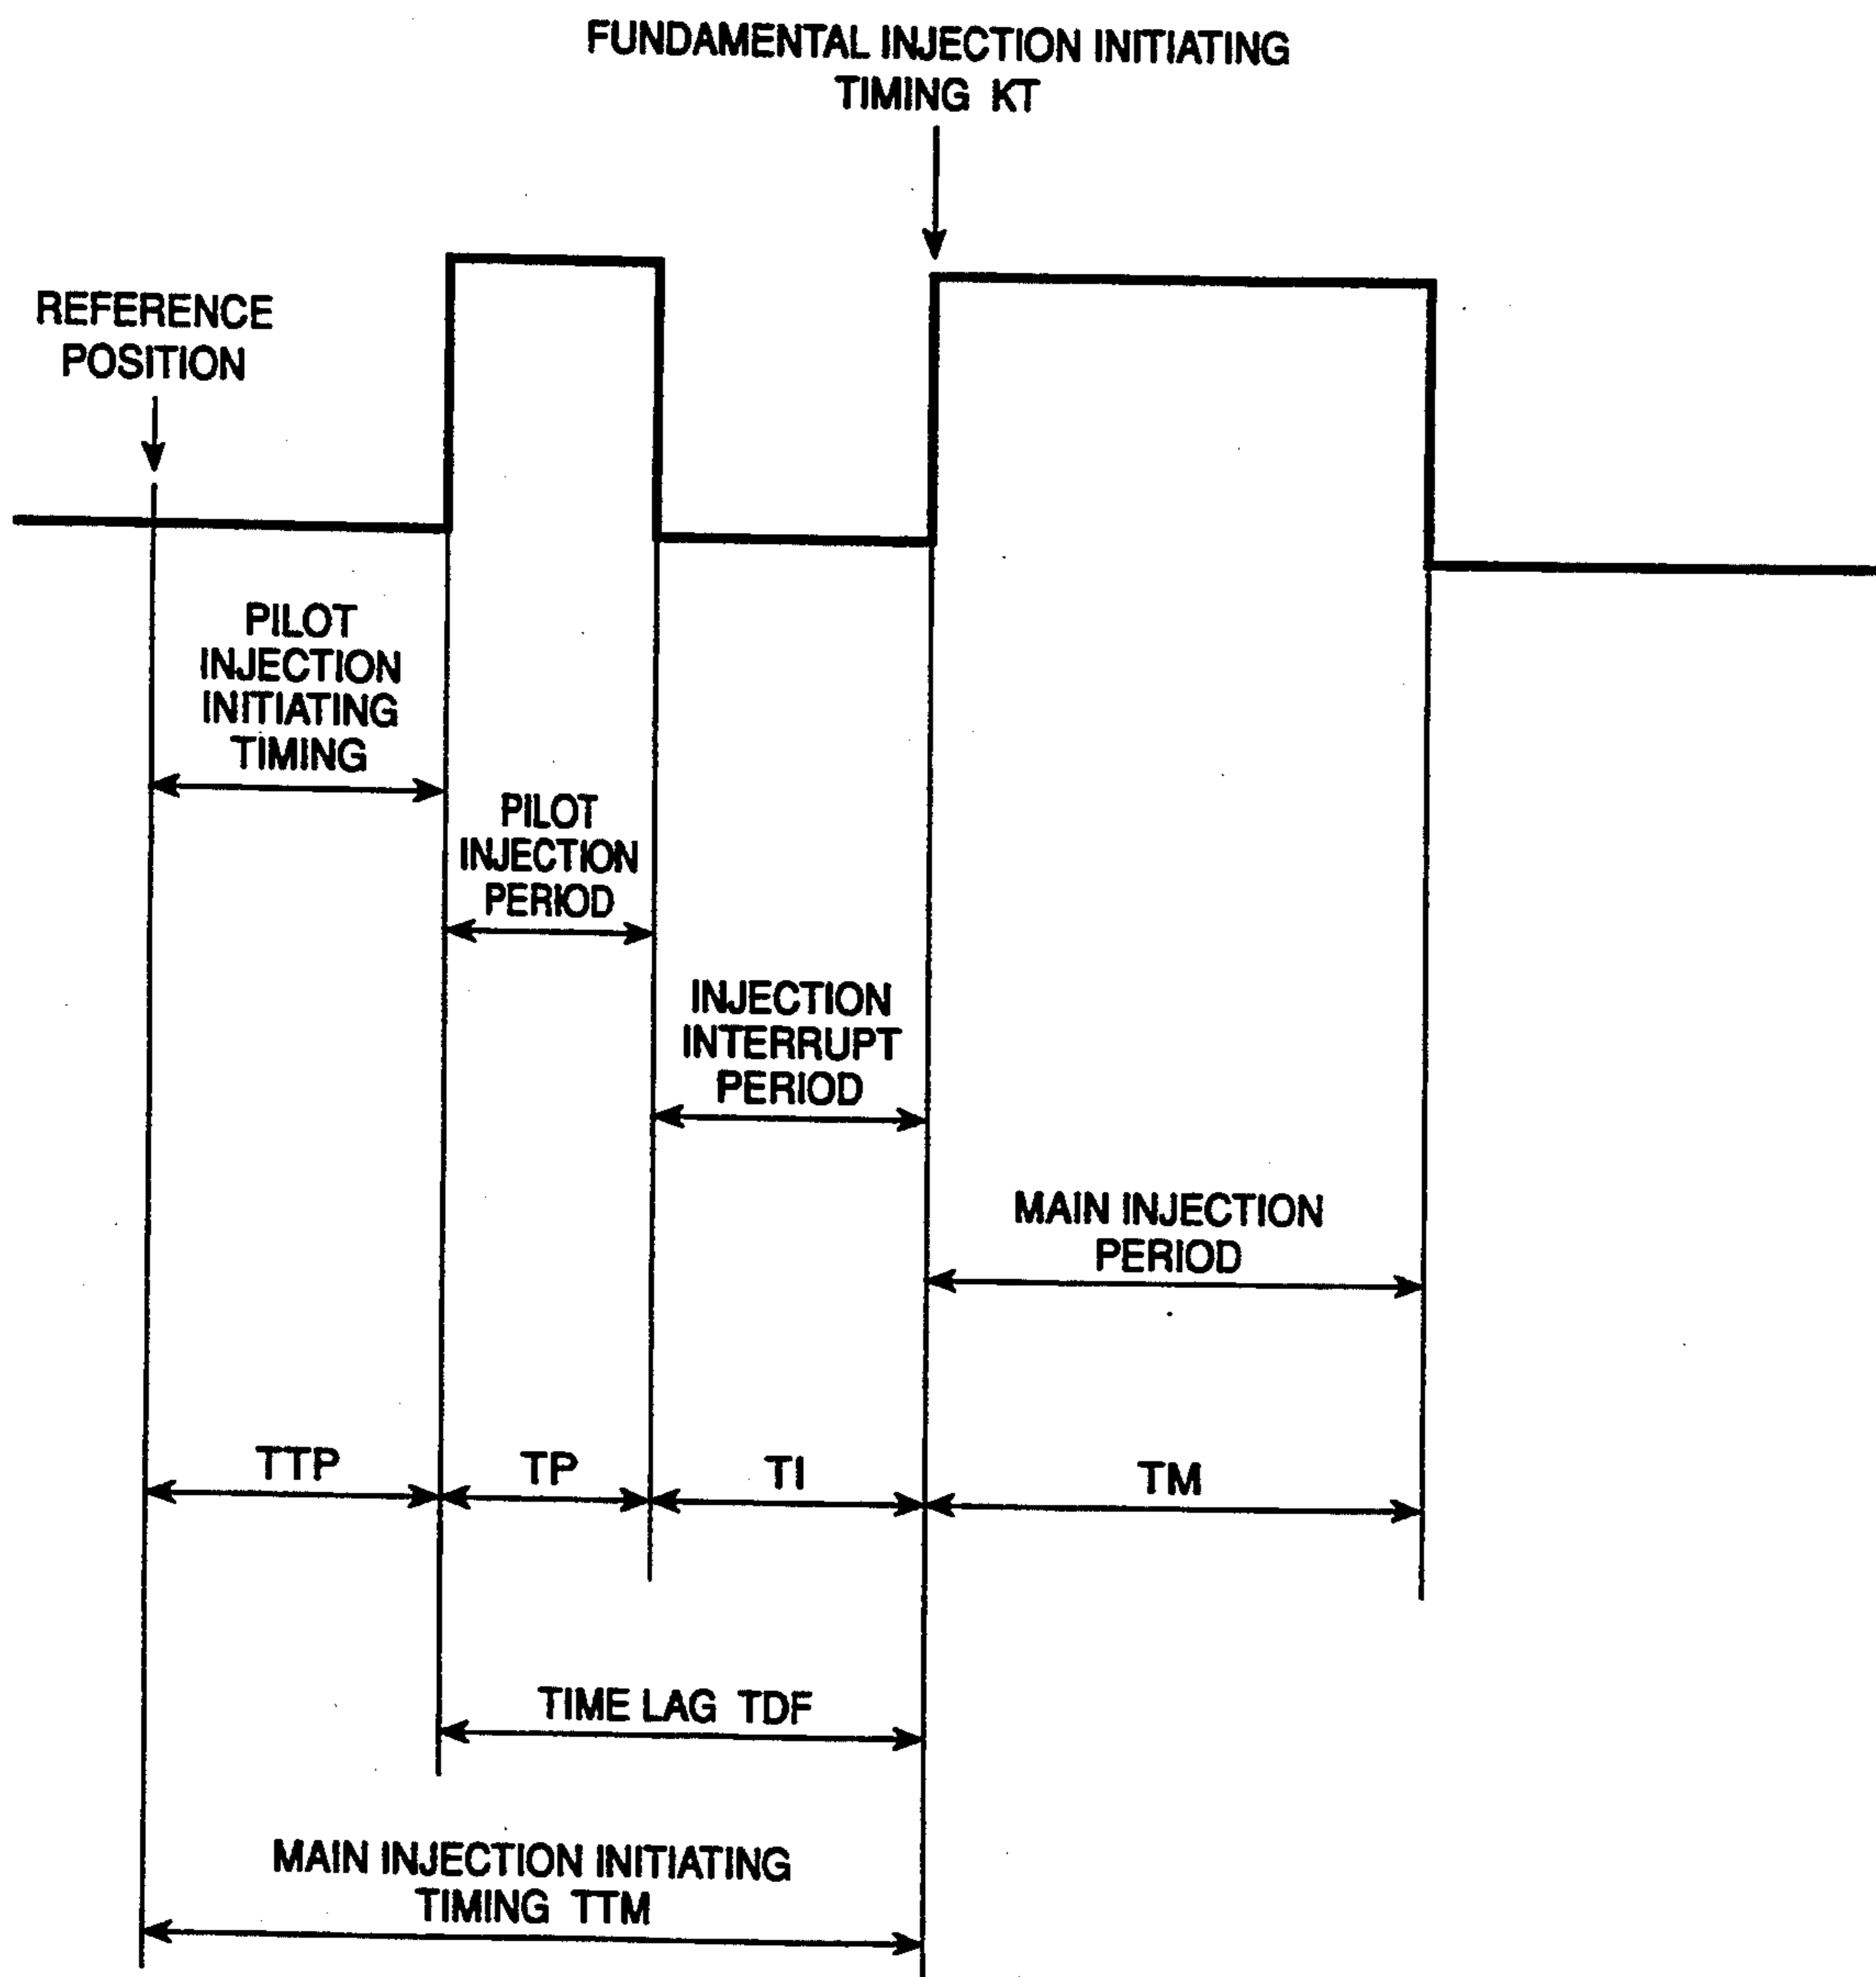 FUNDAMENTAL INJECTION INITIATING
TIMING KT
REFERENCE
POSITION
PILOT
INJECTION
INITIATING
TIMING
PILOT
INJECTION
PERIOD
INJECTION
INTERRUPT
PERIOD
MAIN INJECTION
PERIOD
TTP
TP
TI
TM
TIME LAG TDF
MAIN INJECTION INITIATING
TIMING TTM